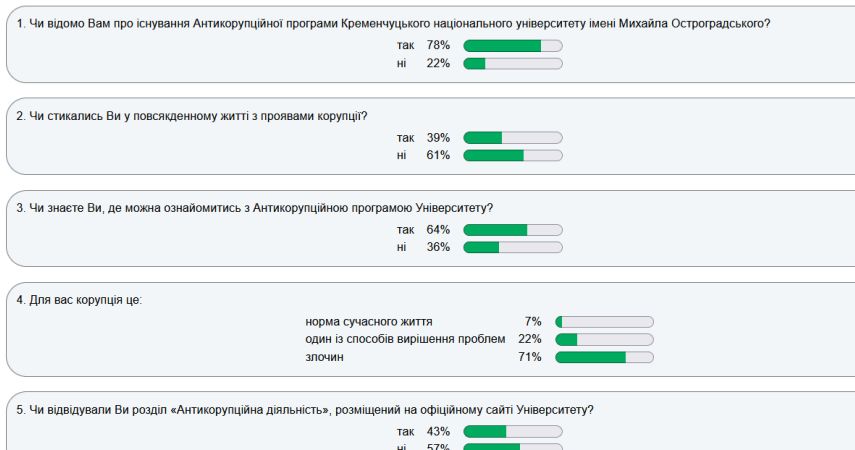 1. Чи відомо Вам про існування Антикорупційної програми Кременчуцького національного університету імені Михайла Остроградського?
так 78%
ні 22%
2. Чи стикались Ви у повсякденному житті з проявами корупції?
так 39%
ні 61%
3. Чи знаєте Ви, де можна ознайомитись з Антикорупційною програмою Університету?
так 64%
ні 36%
4. Для вас корупція це:
норма сучасного життя 7%
один із способів вирішення проблем 22%
злочин 71%
5. Чи відвідували Ви розділ «Антикорупційна діяльність», розміщений на офіційному сайті Університету?
так 43%
ні 57%